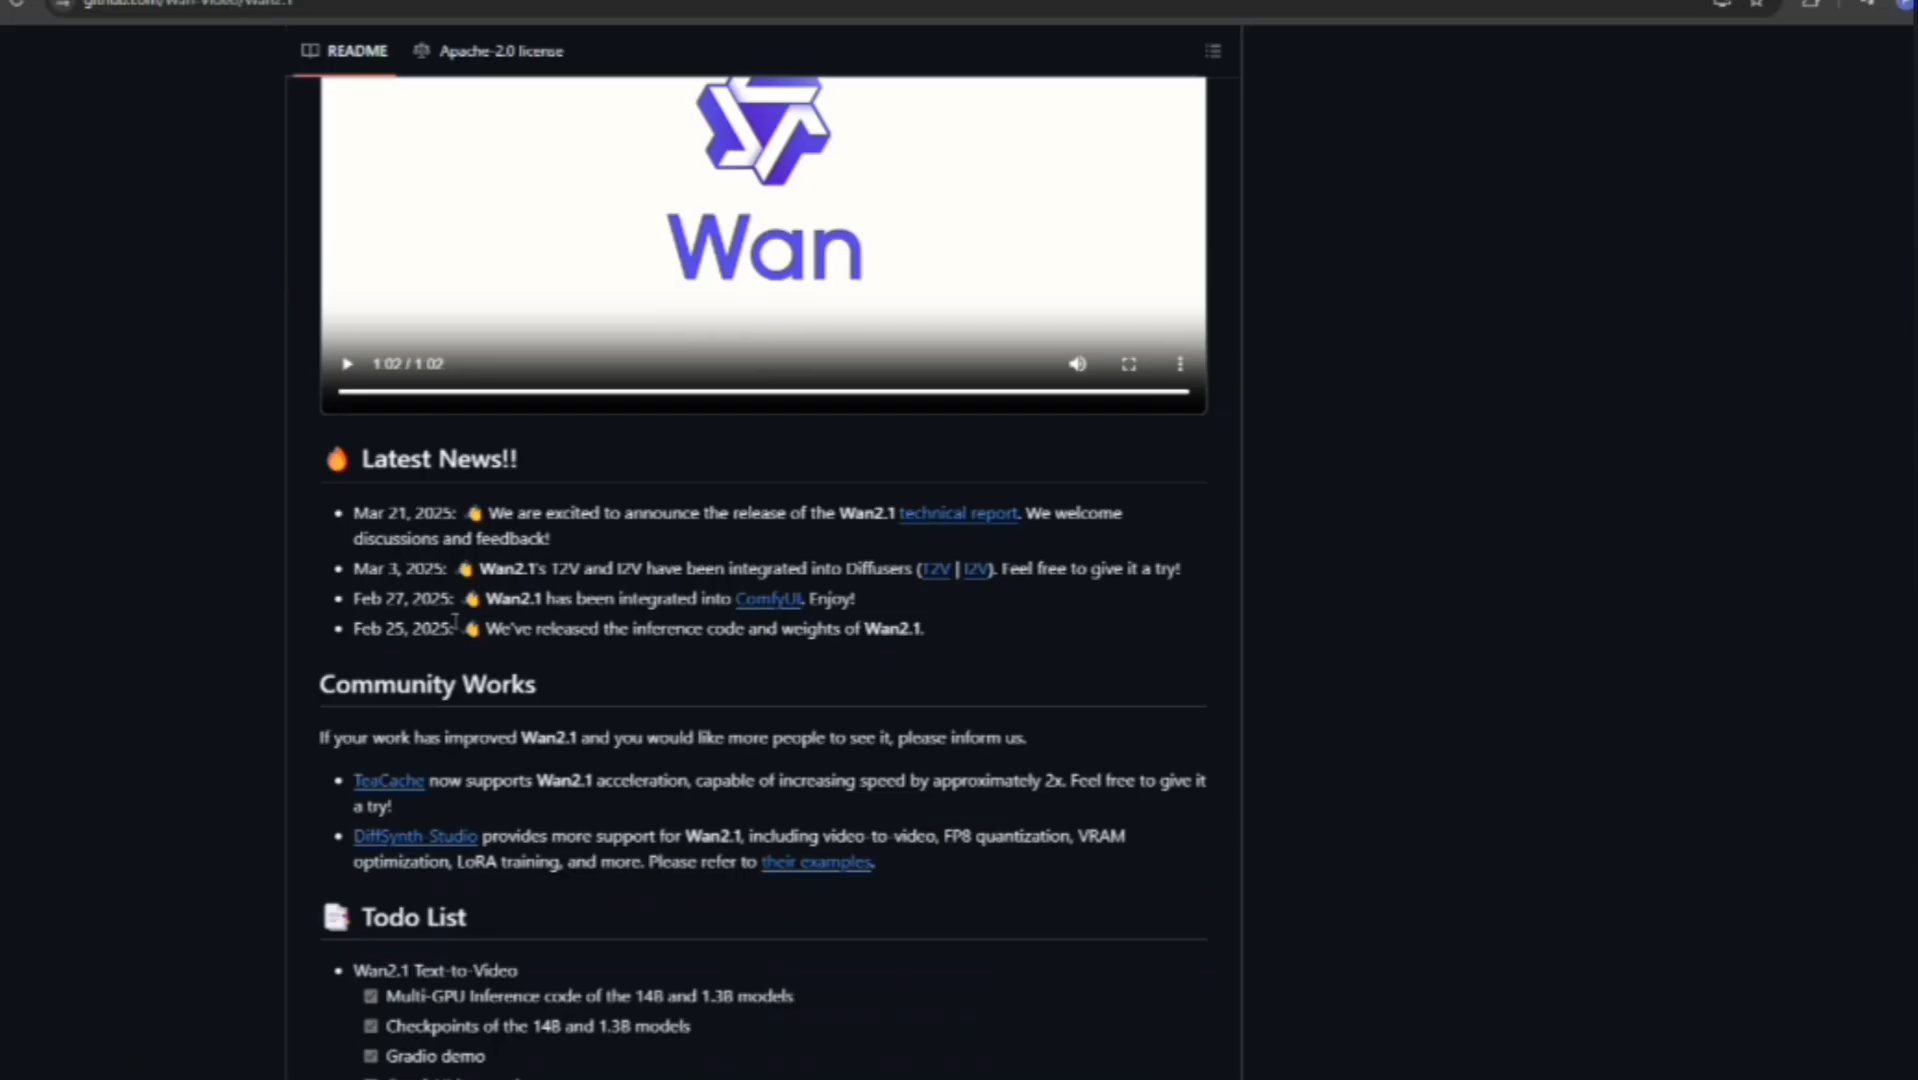 README Apache-2.0 license
Wan
1:02 / 1:02
Latest News!!
Mar 21, 2025: 👋 We are excited to announce the release of the Wan2.1 technical report. We welcome
discussions and feedback!
Mar 3, 2025: 👋 Wan2.1's T2V and I2V have been integrated into Diffusers (T2V | I2V). Feel free to give it a try!
Feb 27, 2025: 👋 Wan2.1 has been integrated into ComfyUI. Enjoy!
Feb 25, 2025: 👋 We've released the inference code and weights of Wan2.1.
Community Works
If your work has improved Wan2.1 and you would like more people to see it, please inform us.
TeaCache now supports Wan2.1 acceleration, capable of increasing speed by approximately 2x. Feel free to give it
a try!
DiffSynth-Studio provides more support for Wan2.1, including video-to-video, FP8 quantization, VRAM
optimization, LoRA training, and more. Please refer to their examples.
Todo List
Wan2.1 Text-to-Video
Multi-GPU Inference code of the 14B and 1.3B models
Checkpoints of the 14B and 1.3B models
Gradio demo